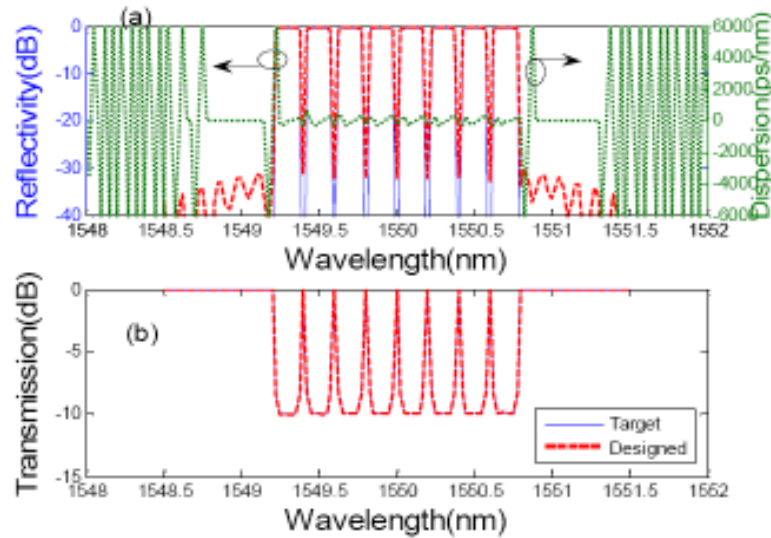 (a)
0
-10
-20
-30
-40
Reflectivity(dB)
6000
4000
2000
0
-2000
-4000
-6000
Dispersion(ps/nm)
1548 1548.5 1549 1549.5 1550 1550.5 1551 1551.5 1552
Wavelength(nm)
(b)
0
-5
-10
-15
Transmission(dB)
Target
Designed
1548 1548.5 1549 1549.5 1550 1550.5 1551 1551.5 1552
Wavelength(nm)